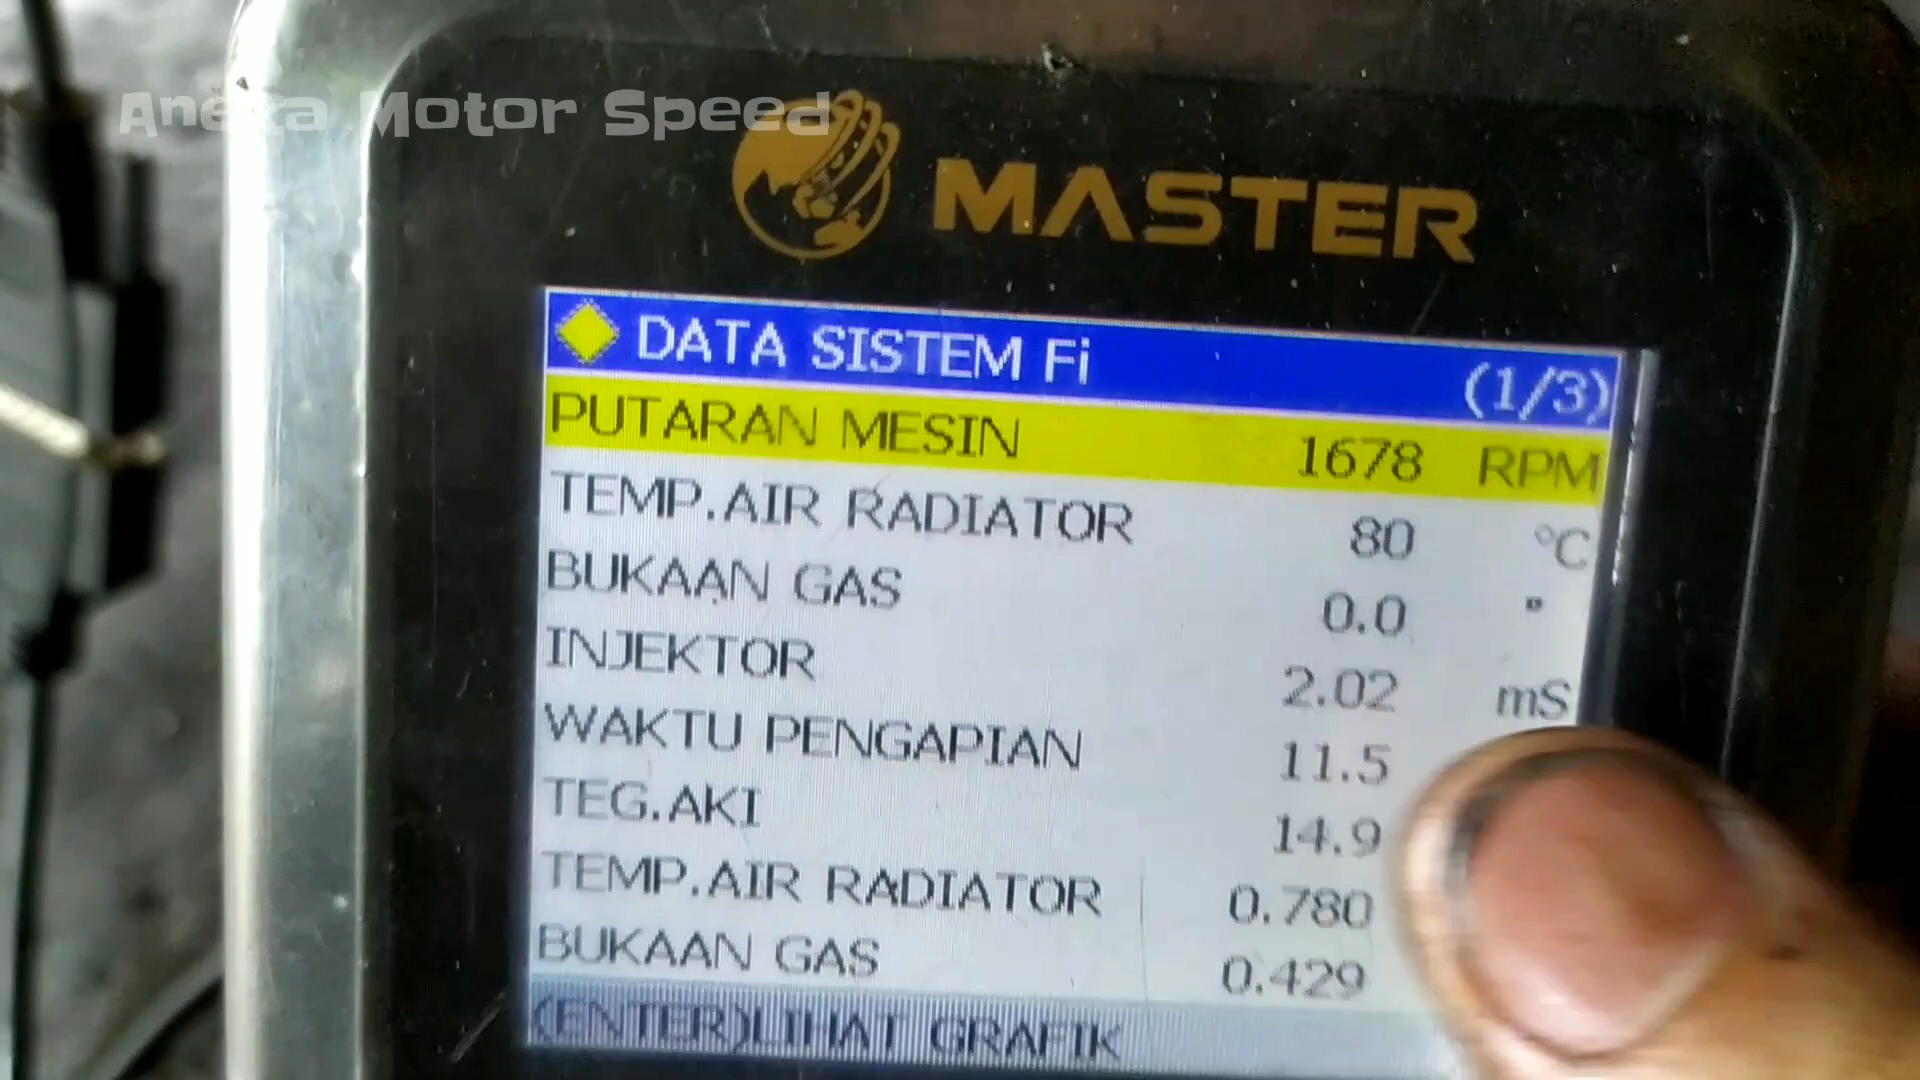 Aneka Motor Speed
MASTER
DATA SISTEM Fi (1/3)
PUTARAN MESIN 1678 RPM
TEMP.AIR RADIATOR 80 °C
BUKAAN GAS 0.0 °
INJEKTOR 2.02 mS
WAKTU PENGAPIAN 11.5
TEG.AKI 14.9
TEMP.AIR RADIATOR 0.780
BUKAAN GAS 0.429
(ENTER)LIHAT GRAFIK